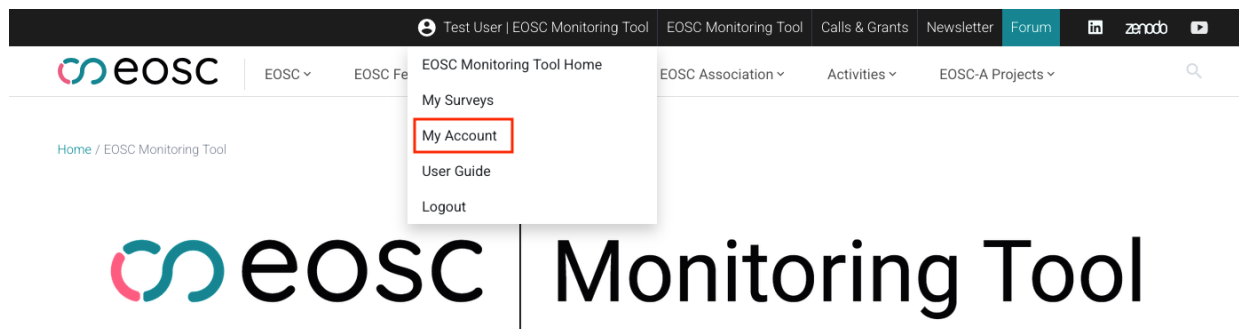 Test User | EOSC Monitoring Tool EOSC Monitoring Tool Calls & Grants Newsletter Forum in zenodo
eosc EOSC EOSC Fe EOSC Association Activities EOSC-A Projects
EOSC Monitoring Tool Home
My Surveys
My Account
User Guide
Logout
Home / EOSC Monitoring Tool
eosc Monitoring Tool